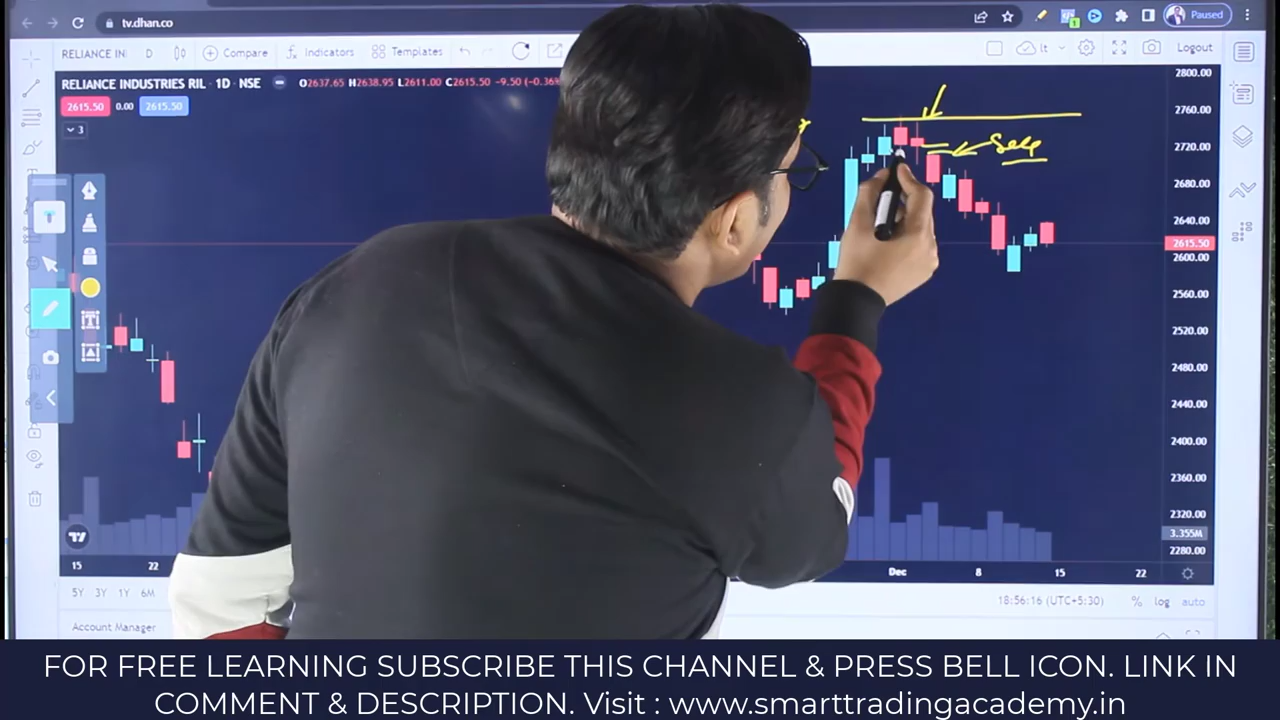 tv.dhan.co
Paused
RELIANCE IN
D
Compare
Indicators
Templates
lt
Logout
RELIANCE INDUSTRIES RIL · 1D · NSE
O2637.65 H2638.95 L2611.00 C2615.50 -9.50 (-0.36%
2615.50 0.00 2615.50
3
Sell
2800.00
2760.00
2720.00
2680.00
2640.00
2615.50
2600.00
2560.00
2520.00
2480.00
2440.00
2400.00
2360.00
2320.00
3.355M
2280.00
15 22 Dec 8 15 22
5Y 3Y 1Y 6M
18:56:16 (UTC+5:30) % log auto
Account Manager
FOR FREE LEARNING SUBSCRIBE THIS CHANNEL & PRESS BELL ICON. LINK IN
COMMENT & DESCRIPTION. Visit : www.smarttradingacademy.in